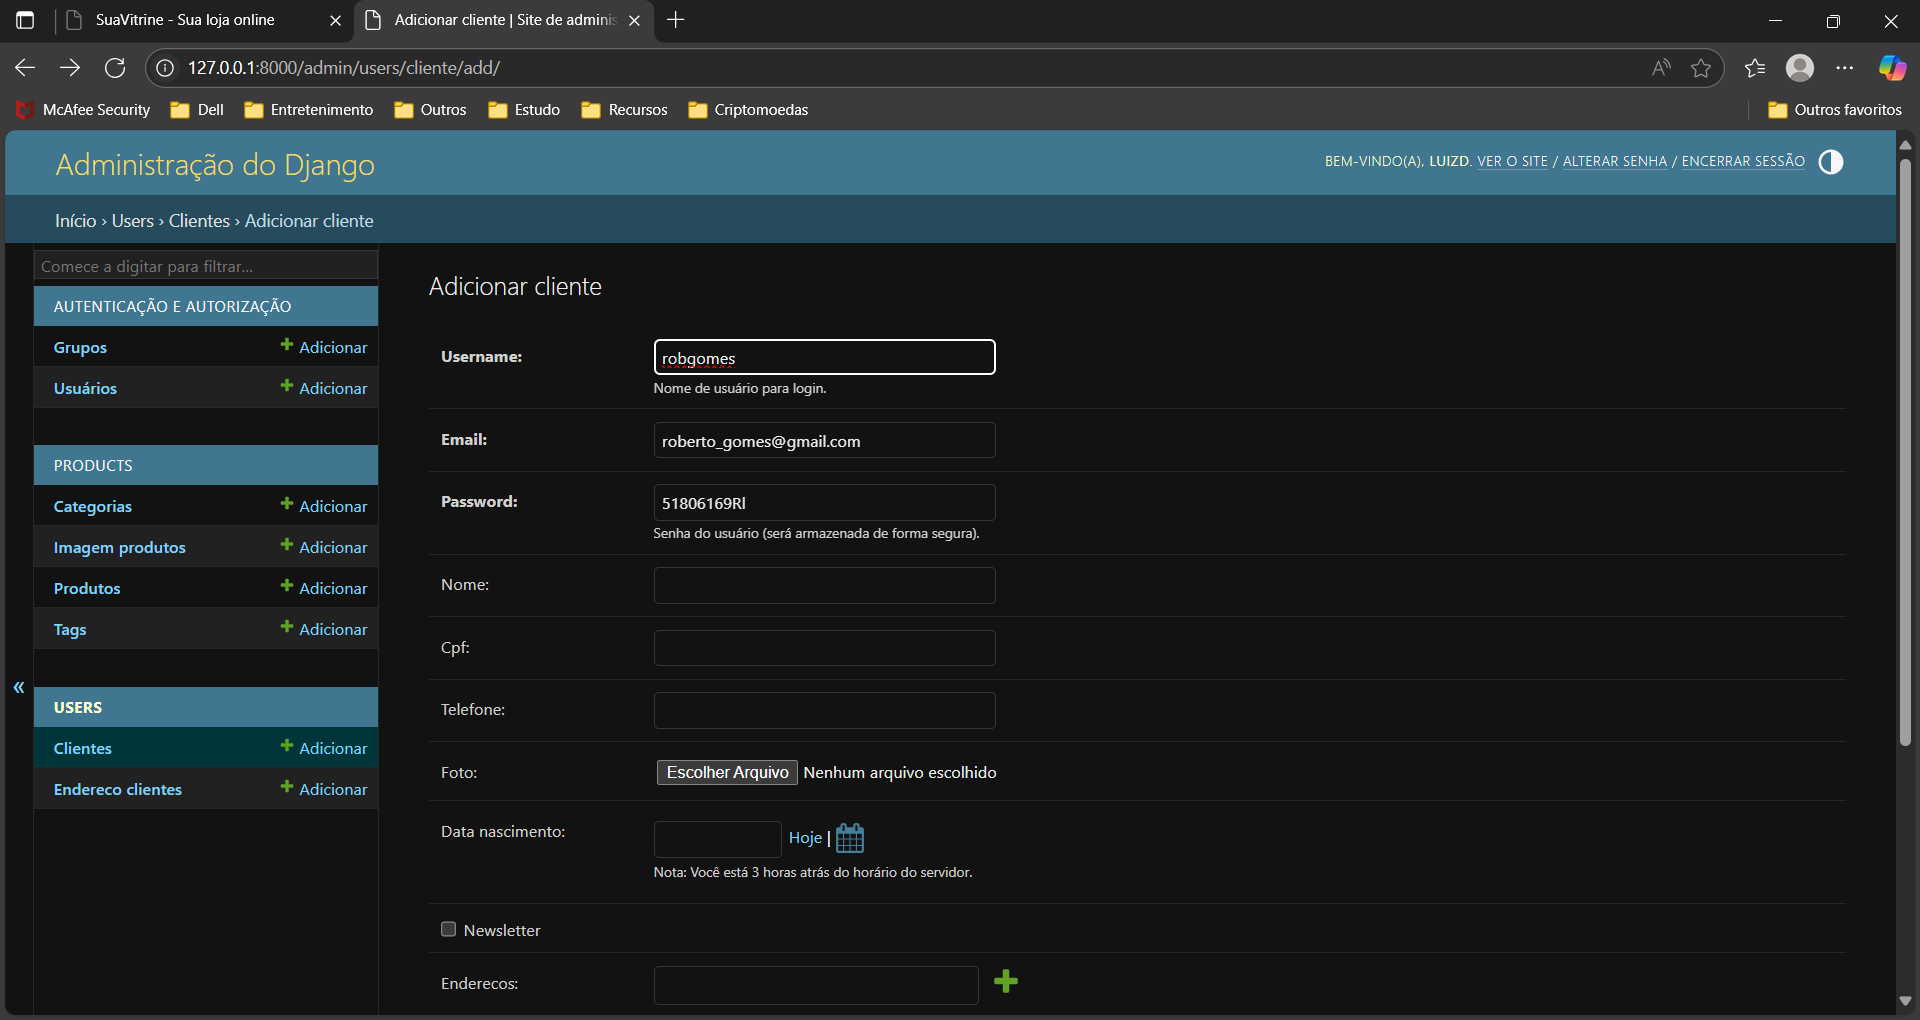 SuaVitrine - Sua loja online
Adicionar cliente | Site de adminis
127.0.0.1:8000/admin/users/cliente/add/
McAfee Security
Dell
Entretenimento
Outros
Estudo
Recursos
Criptomoedas
Outros favoritos
Administração do Django
BEM-VINDO(A), LUIZD. VER O SITE / ALTERAR SENHA / ENCERRAR SESSÃO
Início › Users › Clientes › Adicionar cliente
Comece a digitar para filtrar...
AUTENTICAÇÃO E AUTORIZAÇÃO
Grupos
Adicionar
Usuários
Adicionar
PRODUCTS
Categorias
Adicionar
Imagem produtos
Adicionar
Produtos
Adicionar
Tags
Adicionar
«
USERS
Clientes
Adicionar
Endereco clientes
Adicionar
Adicionar cliente
Username:
robgomes
Nome de usuário para login.
Email:
roberto_gomes@gmail.com
Password:
51806169Rl
Senha do usuário (será armazenada de forma segura).
Nome:
Cpf:
Telefone:
Foto:
Escolher Arquivo Nenhum arquivo escolhido
Data nascimento:
Hoje |
Nota: Você está 3 horas atrás do horário do servidor.
Newsletter
Enderecos: